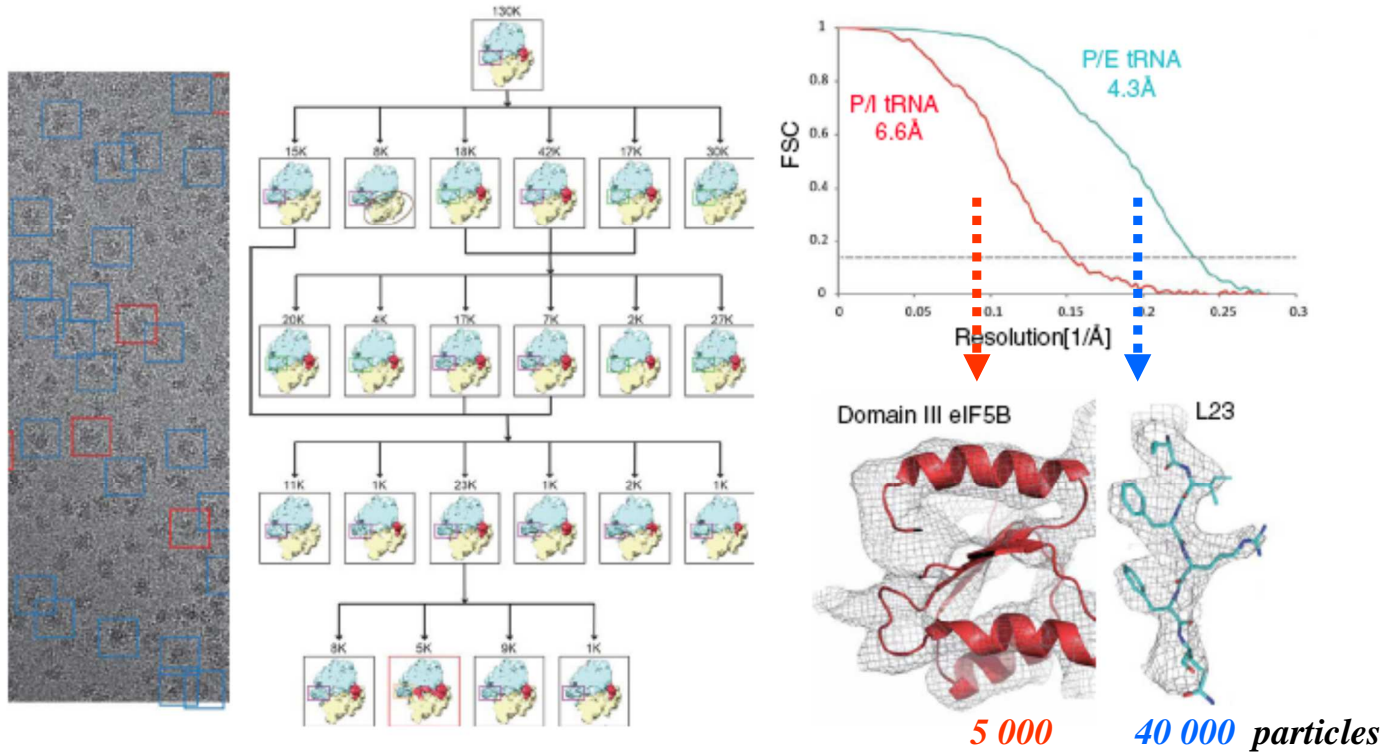 130K
15K 8K 18K 42K 17K 30K
20K 4K 17K 7K 2K 27K
11K 1K 23K 1K 2K 1K
8K 5K 9K 1K
FSC
1
0.8
0.6
0.4
0.2
0
P/I tRNA
6.6Å
P/E tRNA
4.3Å
0 0.05 0.1 0.15 0.2 0.25 0.3
Resolution[1/Å]
Domain III eIF5B
L23
5 000 40 000 particles